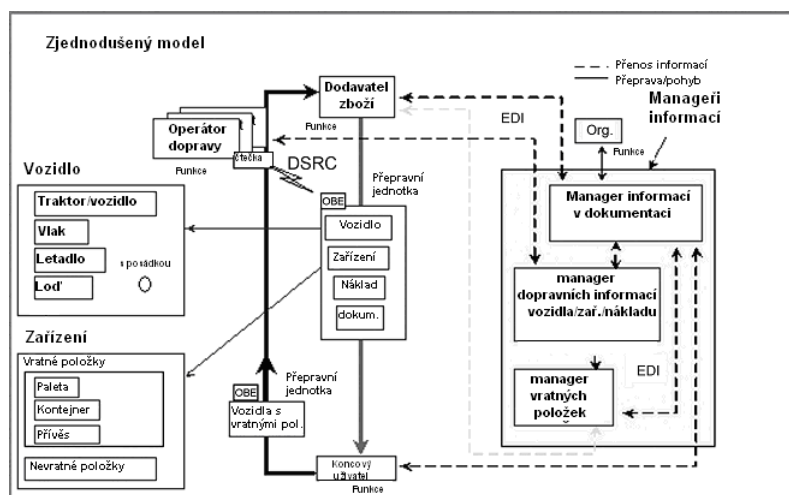 Zjednodušený model
Přenos informací
Přeprava/pohyb
Manageři
informací
Dodavatel
zboží
Funkce
EDI
Org.
Funkce
Operátor
dopravy
čtečka
Funkce
DSRC
Přepravní
jednotka
OBE
Vozidlo
Zařízení
Náklad
dokum.
Vozidlo
Traktor/vozidlo
Vlak
Letadlo
Loď
s posádkou
Manager informací
v dokumentaci
manager
dopravních informací
vozidla/zař./nákladu
manager
vratných
položek
EDI
Zařízení
Vratné položky
Paleta
Kontejner
Přívěs
Nevratné položky
Přepravní
jednotka
OBE
Vozidla s
vratnými pol.
Koncový
uživatel
Funkce